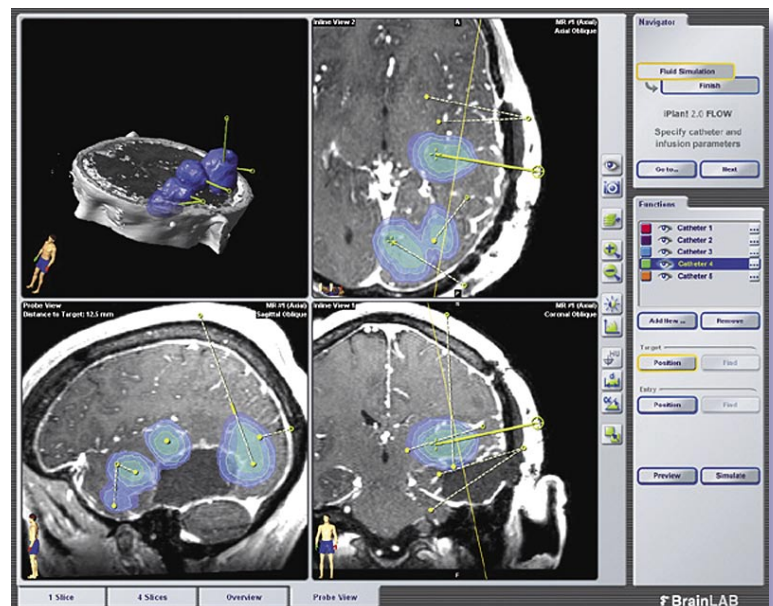 Inline View 2
MR #1 (Axial)
Axial Oblique
A
P
Probe View
Distance to Target: 12.5 mm
MR #1 (Axial)
Sagittal Oblique
Inline View 1
H
MR #1 (Axial)
Coronal Oblique
F
Navigator
Fluid Simulation
Finish
iPlan! 2.0 FLOW
Specify catheter and
infusion parameters
Go to...
Next
Functions
Catheter 1 ...
Catheter 2 ...
Catheter 3 ...
Catheter 4 ...
Catheter 5 ...
Add New ...
Remove
Target
Position
Find
Entry
Position
Find
Preview
Simulate
1 Slice
4 Slices
Overview
Probe View
BrainLAB